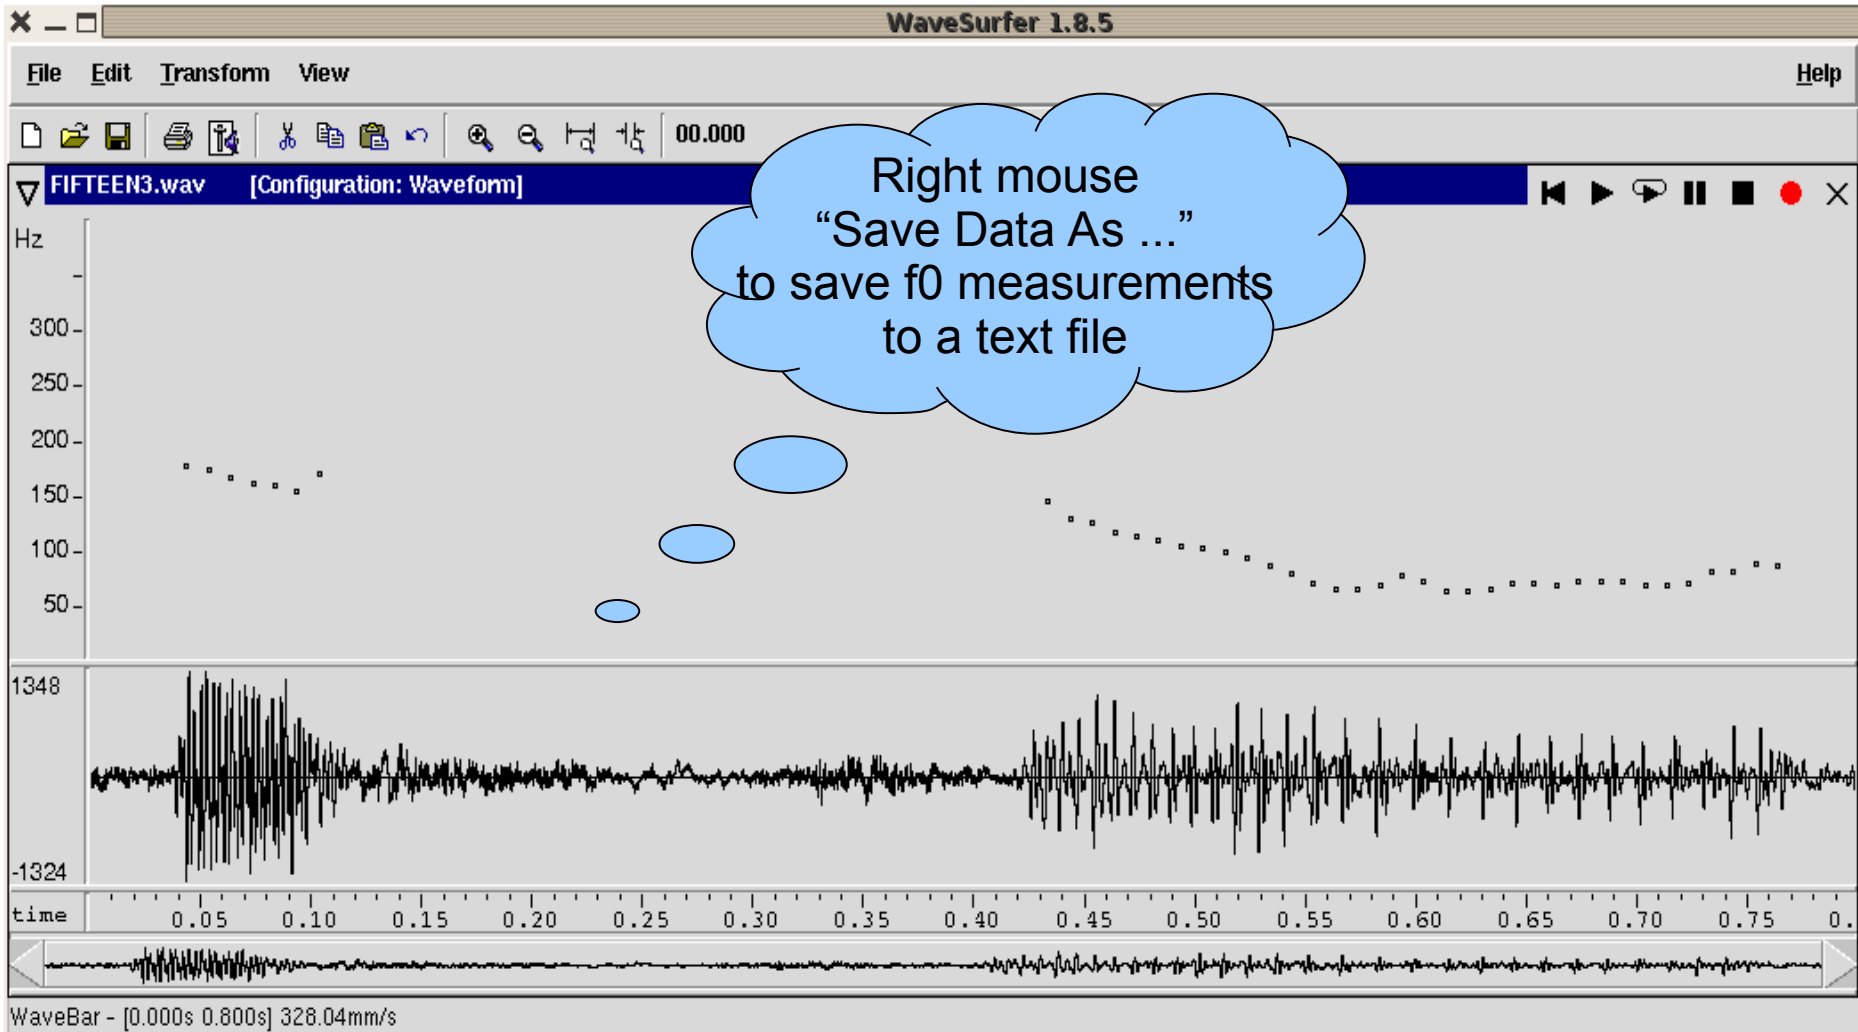 WaveSurfer 1.8.5
File Edit Transform View Help
00.000
FIFTEEN3.wav [Configuration: Waveform]
Right mouse
“Save Data As ...”
to save f0 measurements
to a text file
Hz
300
250
200
150
100
50
1348
-1324
time 0.05 0.10 0.15 0.20 0.25 0.30 0.35 0.40 0.45 0.50 0.55 0.60 0.65 0.70 0.75 0.
WaveBar - [0.000s 0.800s] 328.04mm/s